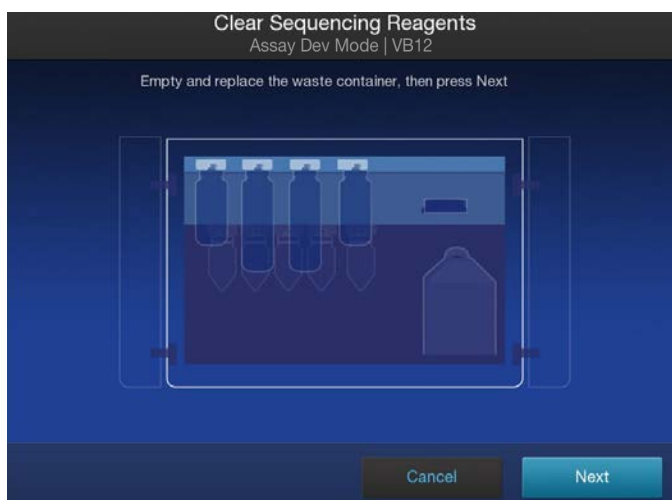 Clear Sequencing Reagents
Assay Dev Mode | VB12
Empty and replace the waste container, then press Next
Cancel
Next